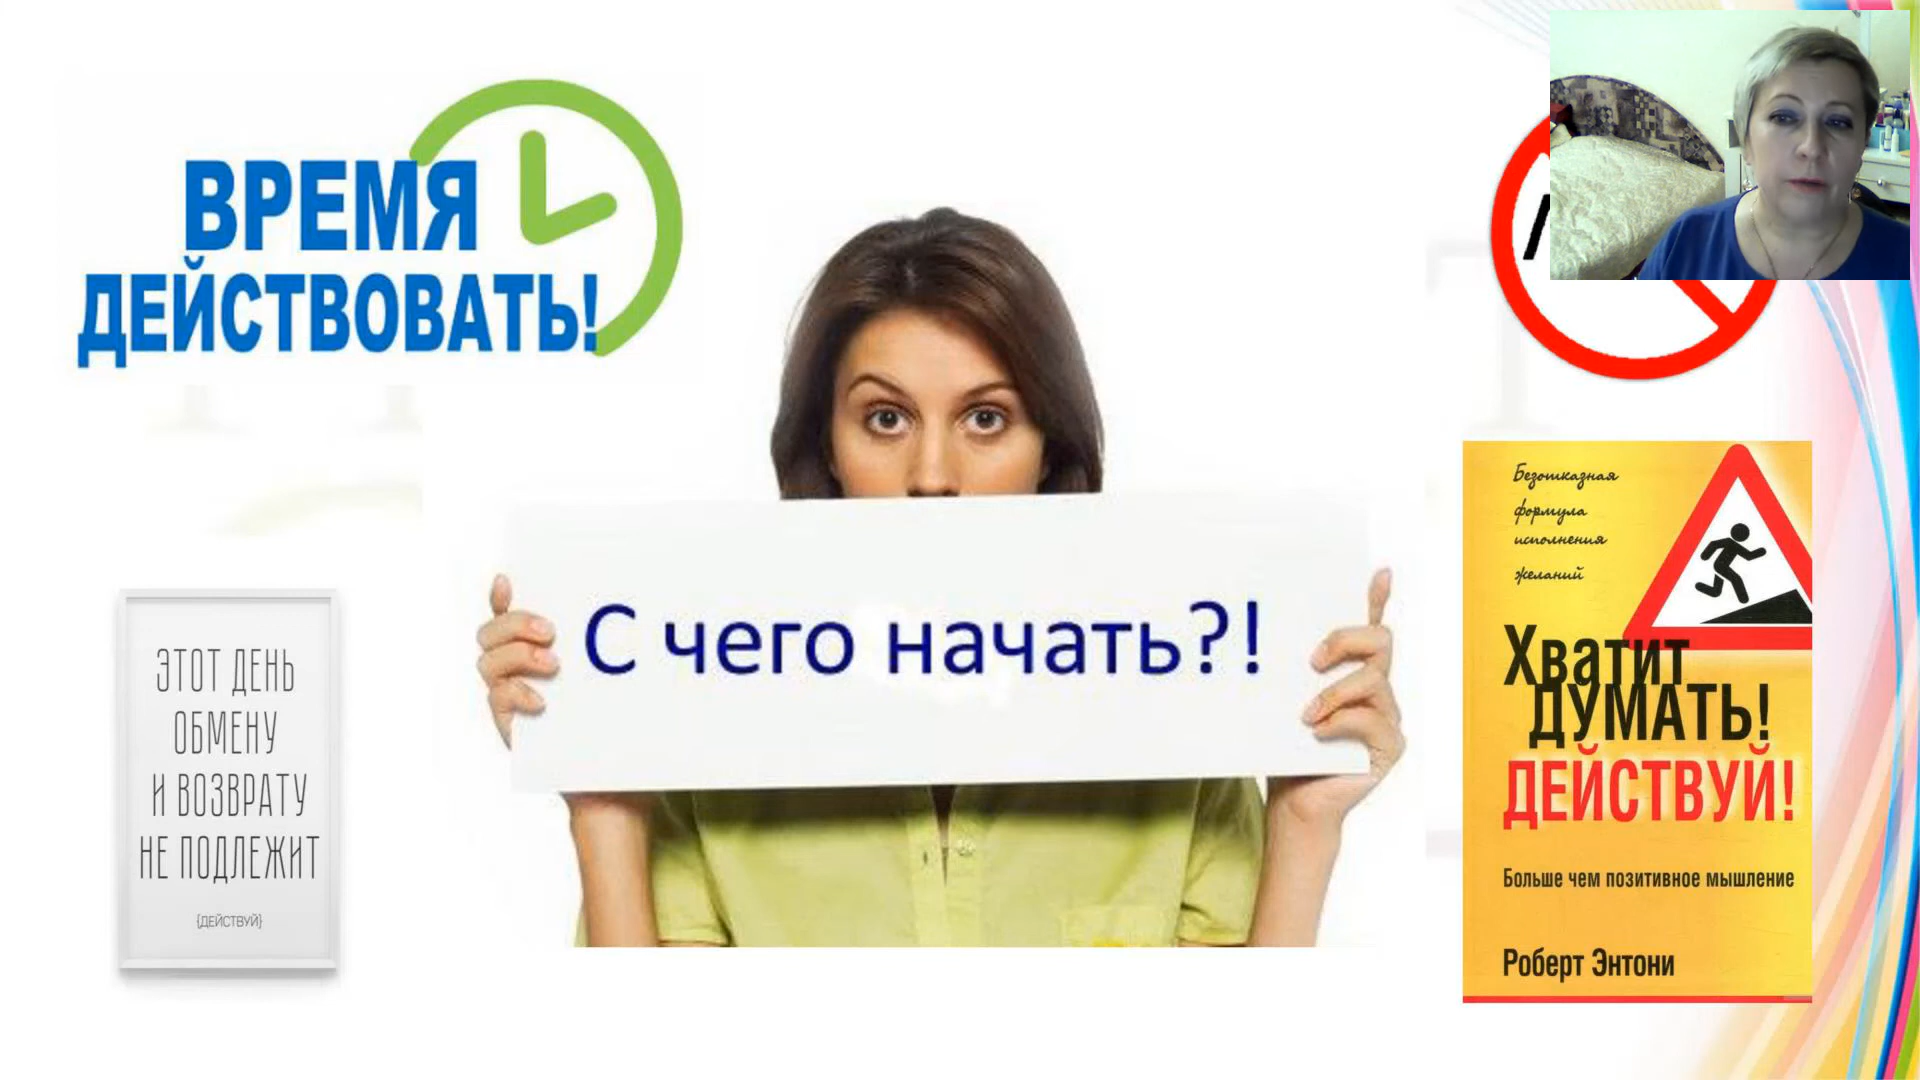 ВРЕМЯ
ДЕЙСТВОВАТЬ!
С чего начать?!
ЭТОТ ДЕНЬ
ОБМЕНУ
И ВОЗВРАТУ
НЕ ПОДЛЕЖИТ
{ДЕЙСТВУЙ}
Безотказная
формула
исполнения
желаний
Хватит
ДУМАТЬ!
ДЕЙСТВУЙ!
Больше чем позитивное мышление
Роберт Энтони